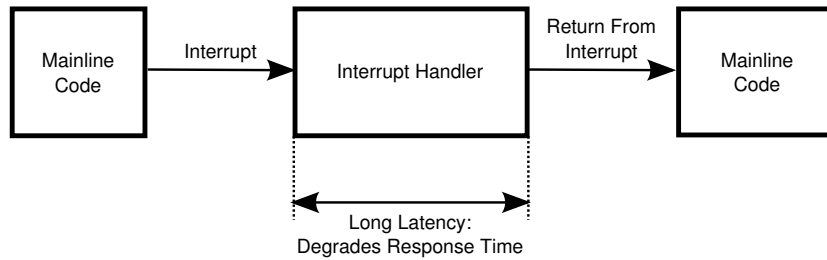 Mainline
Code
Interrupt
Interrupt Handler
Return From
Interrupt
Mainline
Code
Long Latency:
Degrades Response Time